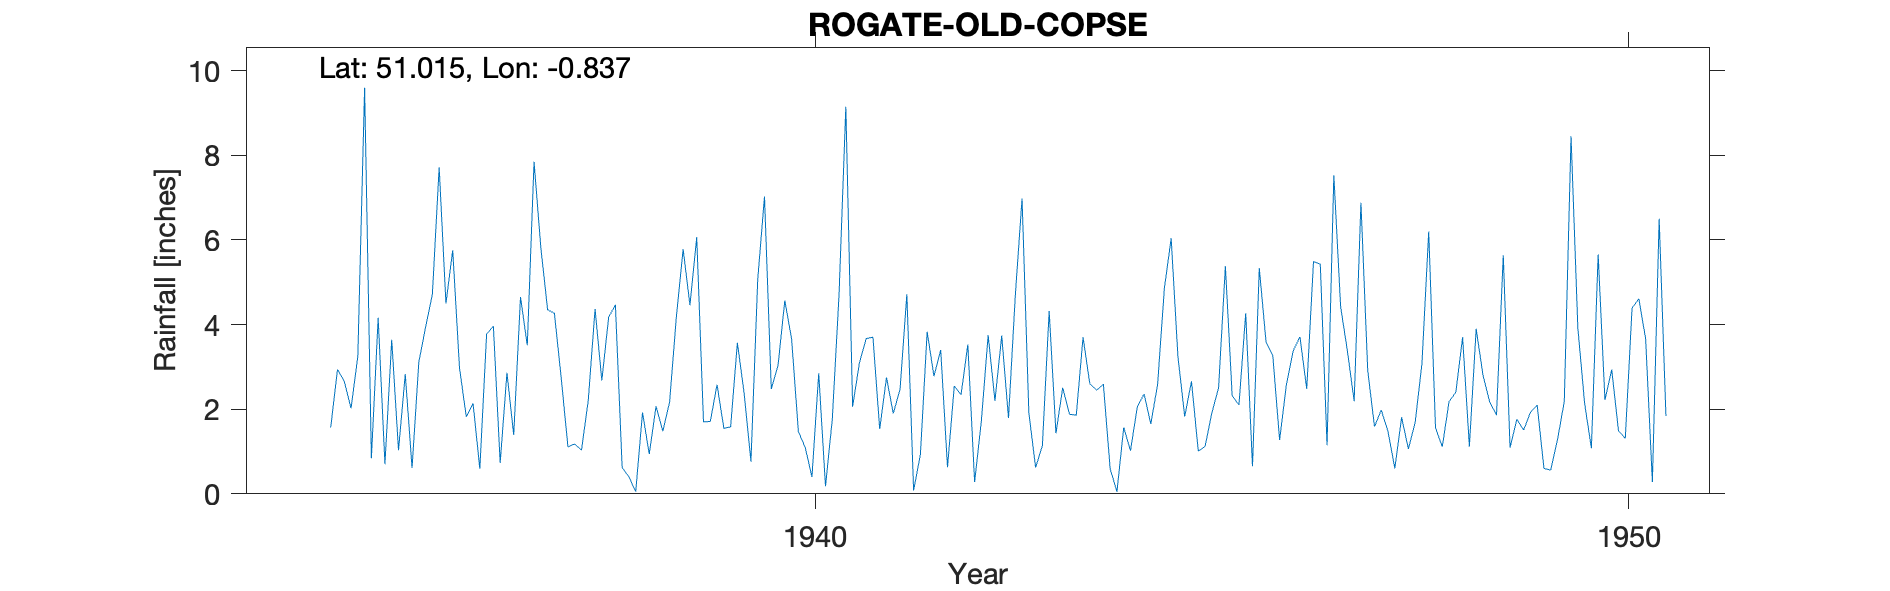 ROGATE-OLD-COPSE
Lat: 51.015, Lon: -0.837
10
8
6
4
2
0
Rainfall [inches]
1940
1950
Year